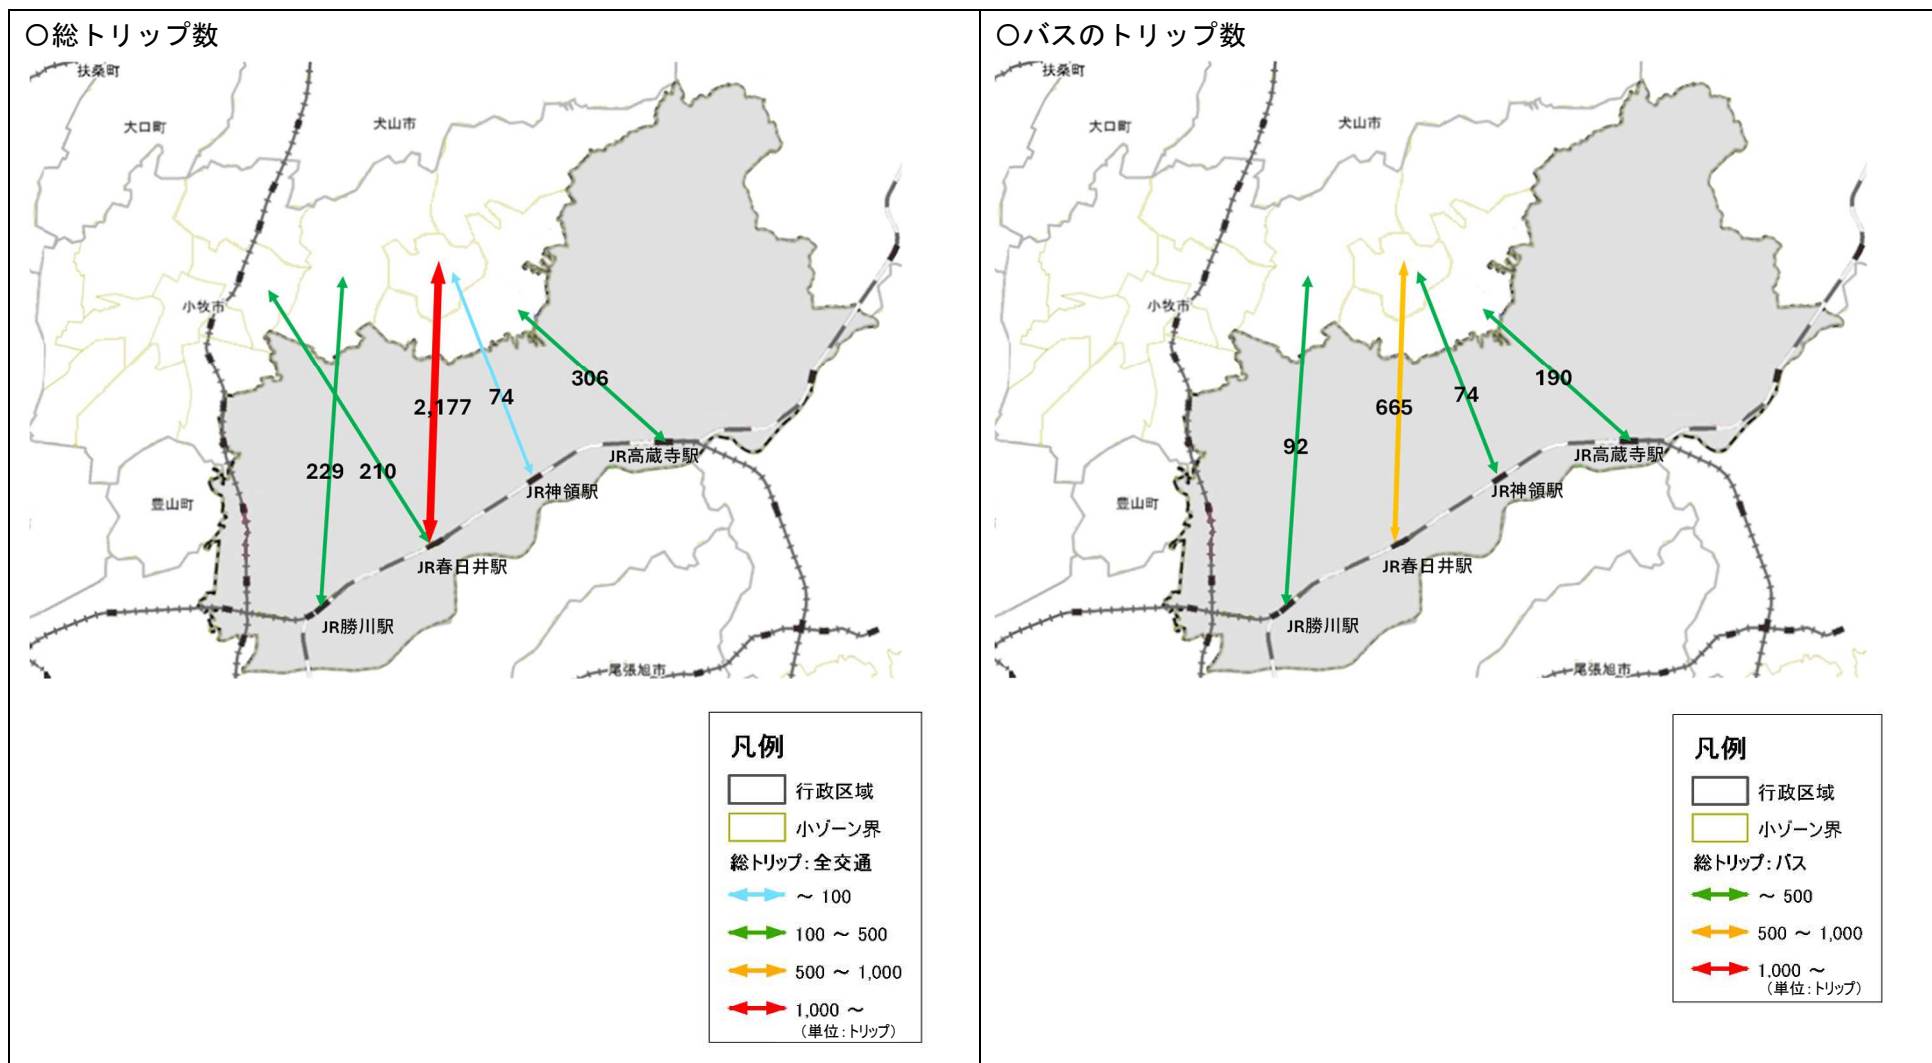 〇総トリップ数
扶桑町
大口町
犬山市
小牧市
306
74
2,177
229
210
JR高蔵寺駅
JR神領駅
豊山町
JR春日井駅
JR勝川駅
尾張旭市
凡例
行政区域
小ゾーン界
総トリップ:全交通
～ 100
100 ～ 500
500 ～ 1,000
1,000 ～
(単位:トリップ)
〇バスのトリップ数
扶桑町
大口町
犬山市
小牧市
190
74
665
92
JR高蔵寺駅
JR神領駅
豊山町
JR春日井駅
JR勝川駅
尾張旭市
凡例
行政区域
小ゾーン界
総トリップ:バス
～ 500
500 ～ 1,000
1,000 ～
(単位:トリップ)